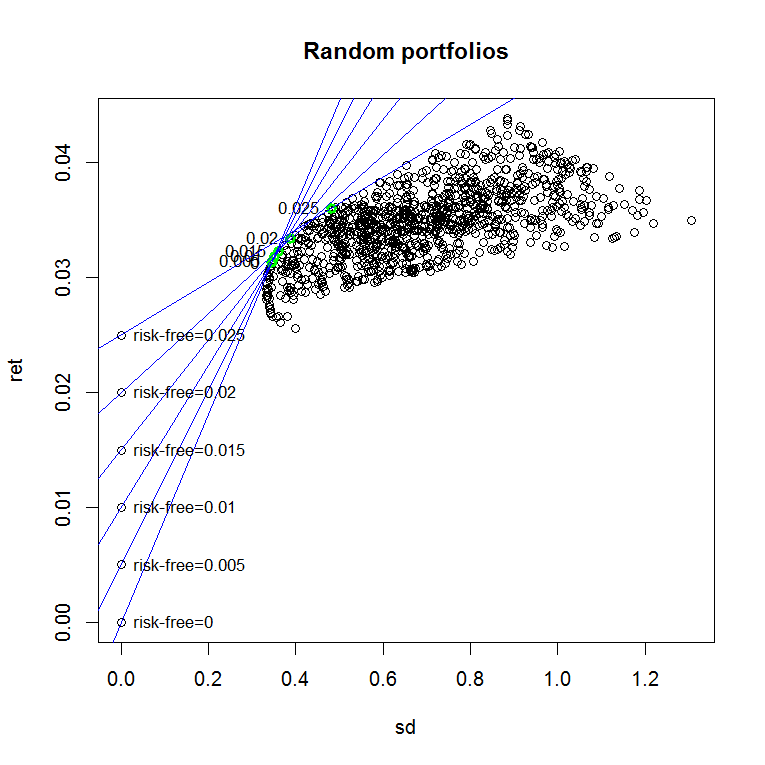 Random portfolios
ret
0.04
0.03
0.02
0.01
0.00
0.025
0.02
0.015
risk-free=0.025
risk-free=0.02
risk-free=0.015
risk-free=0.01
risk-free=0.005
risk-free=0
0.0 0.2 0.4 0.6 0.8 1.0 1.2
sd